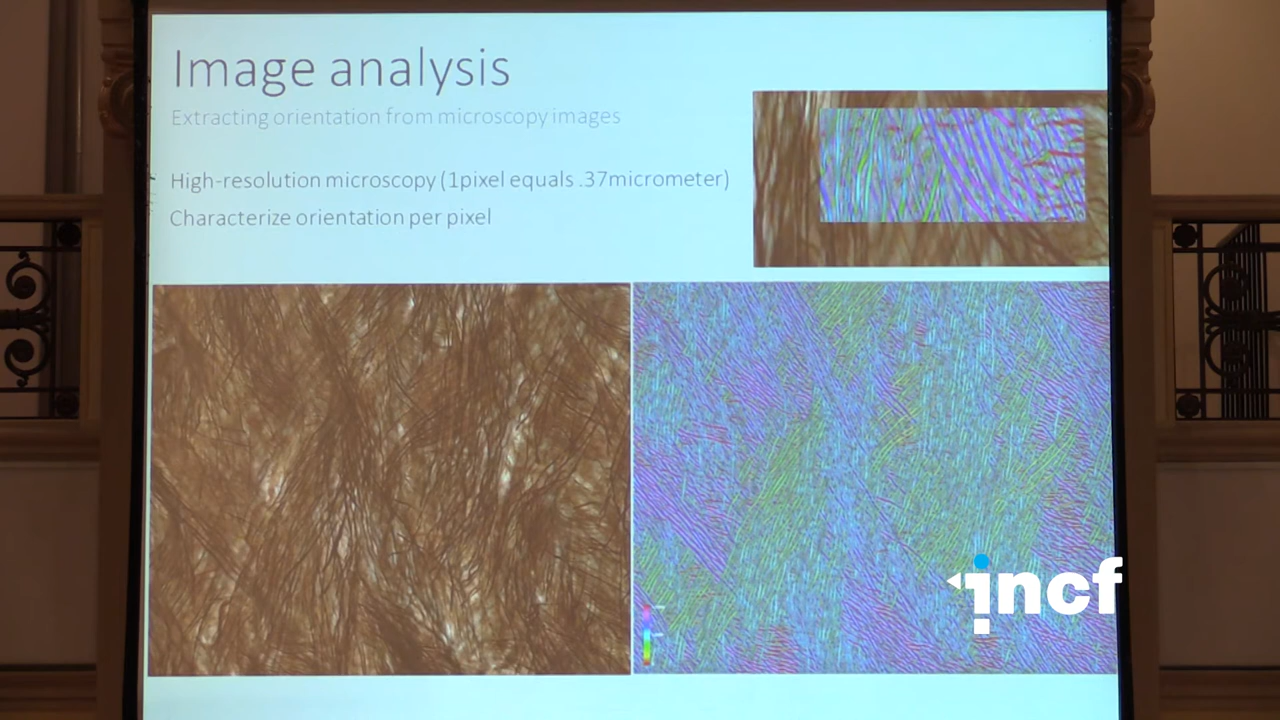 Image analysis
Extracting orientation from microscopy images
High-resolution microscopy (1pixel equals .37micrometer)
Characterize orientation per pixel
incf